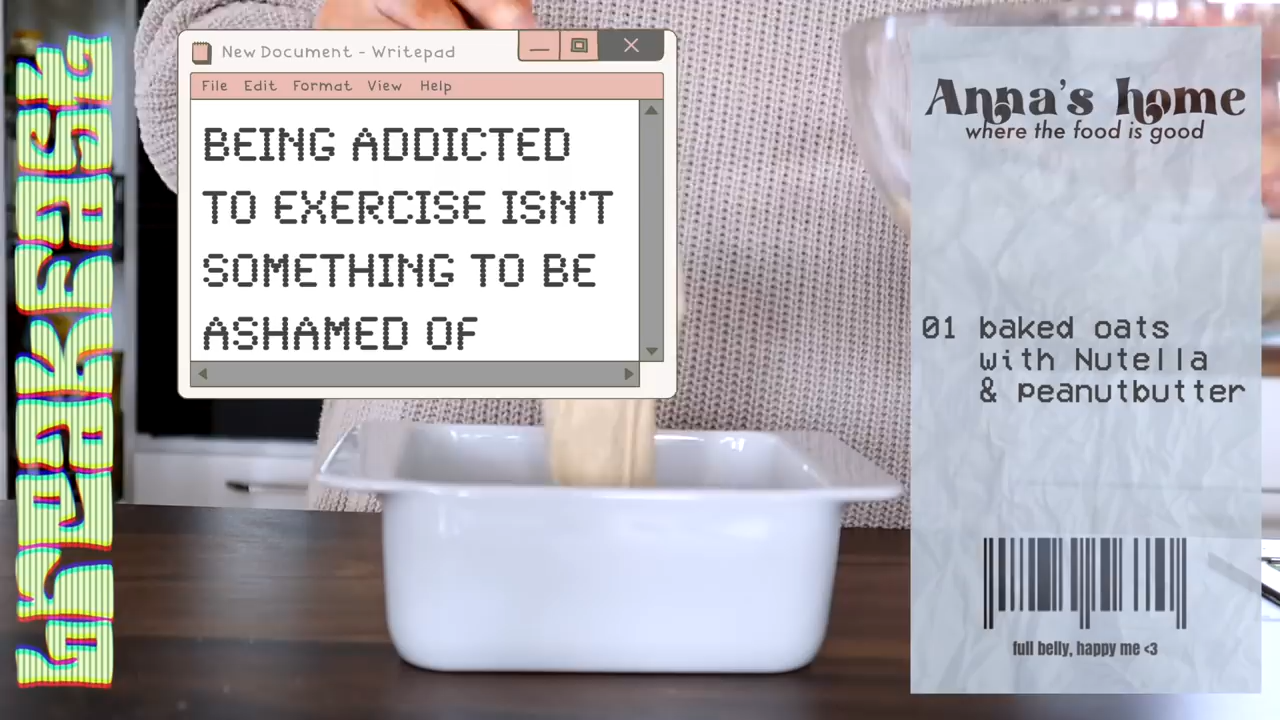 breakfast
New Document - Writepad
File Edit Format View Help
BEING ADDICTED
TO EXERCISE ISN'T
SOMETHING TO BE
ASHAMED OF
Anna's home
where the food is good
01 baked oats
with Nutella
& peanutbutter
full belly, happy me <3